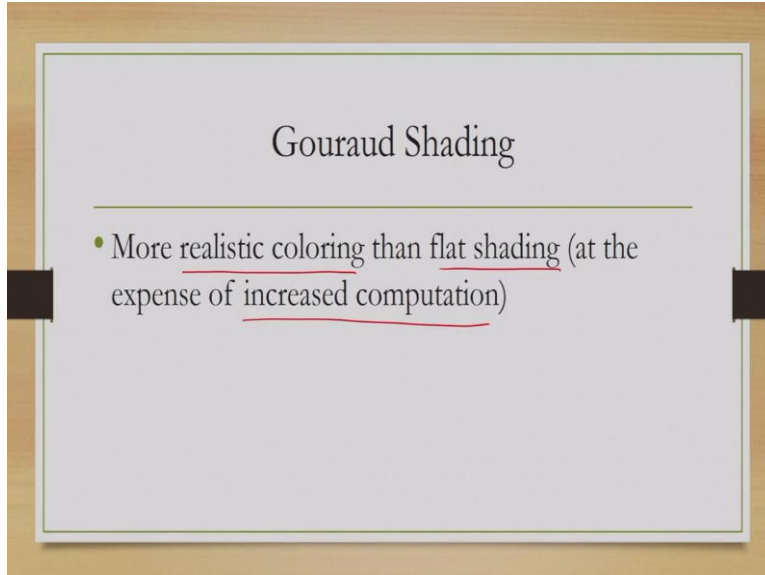 Gouraud Shading
• More realistic coloring than flat shading (at the
expense of increased computation)